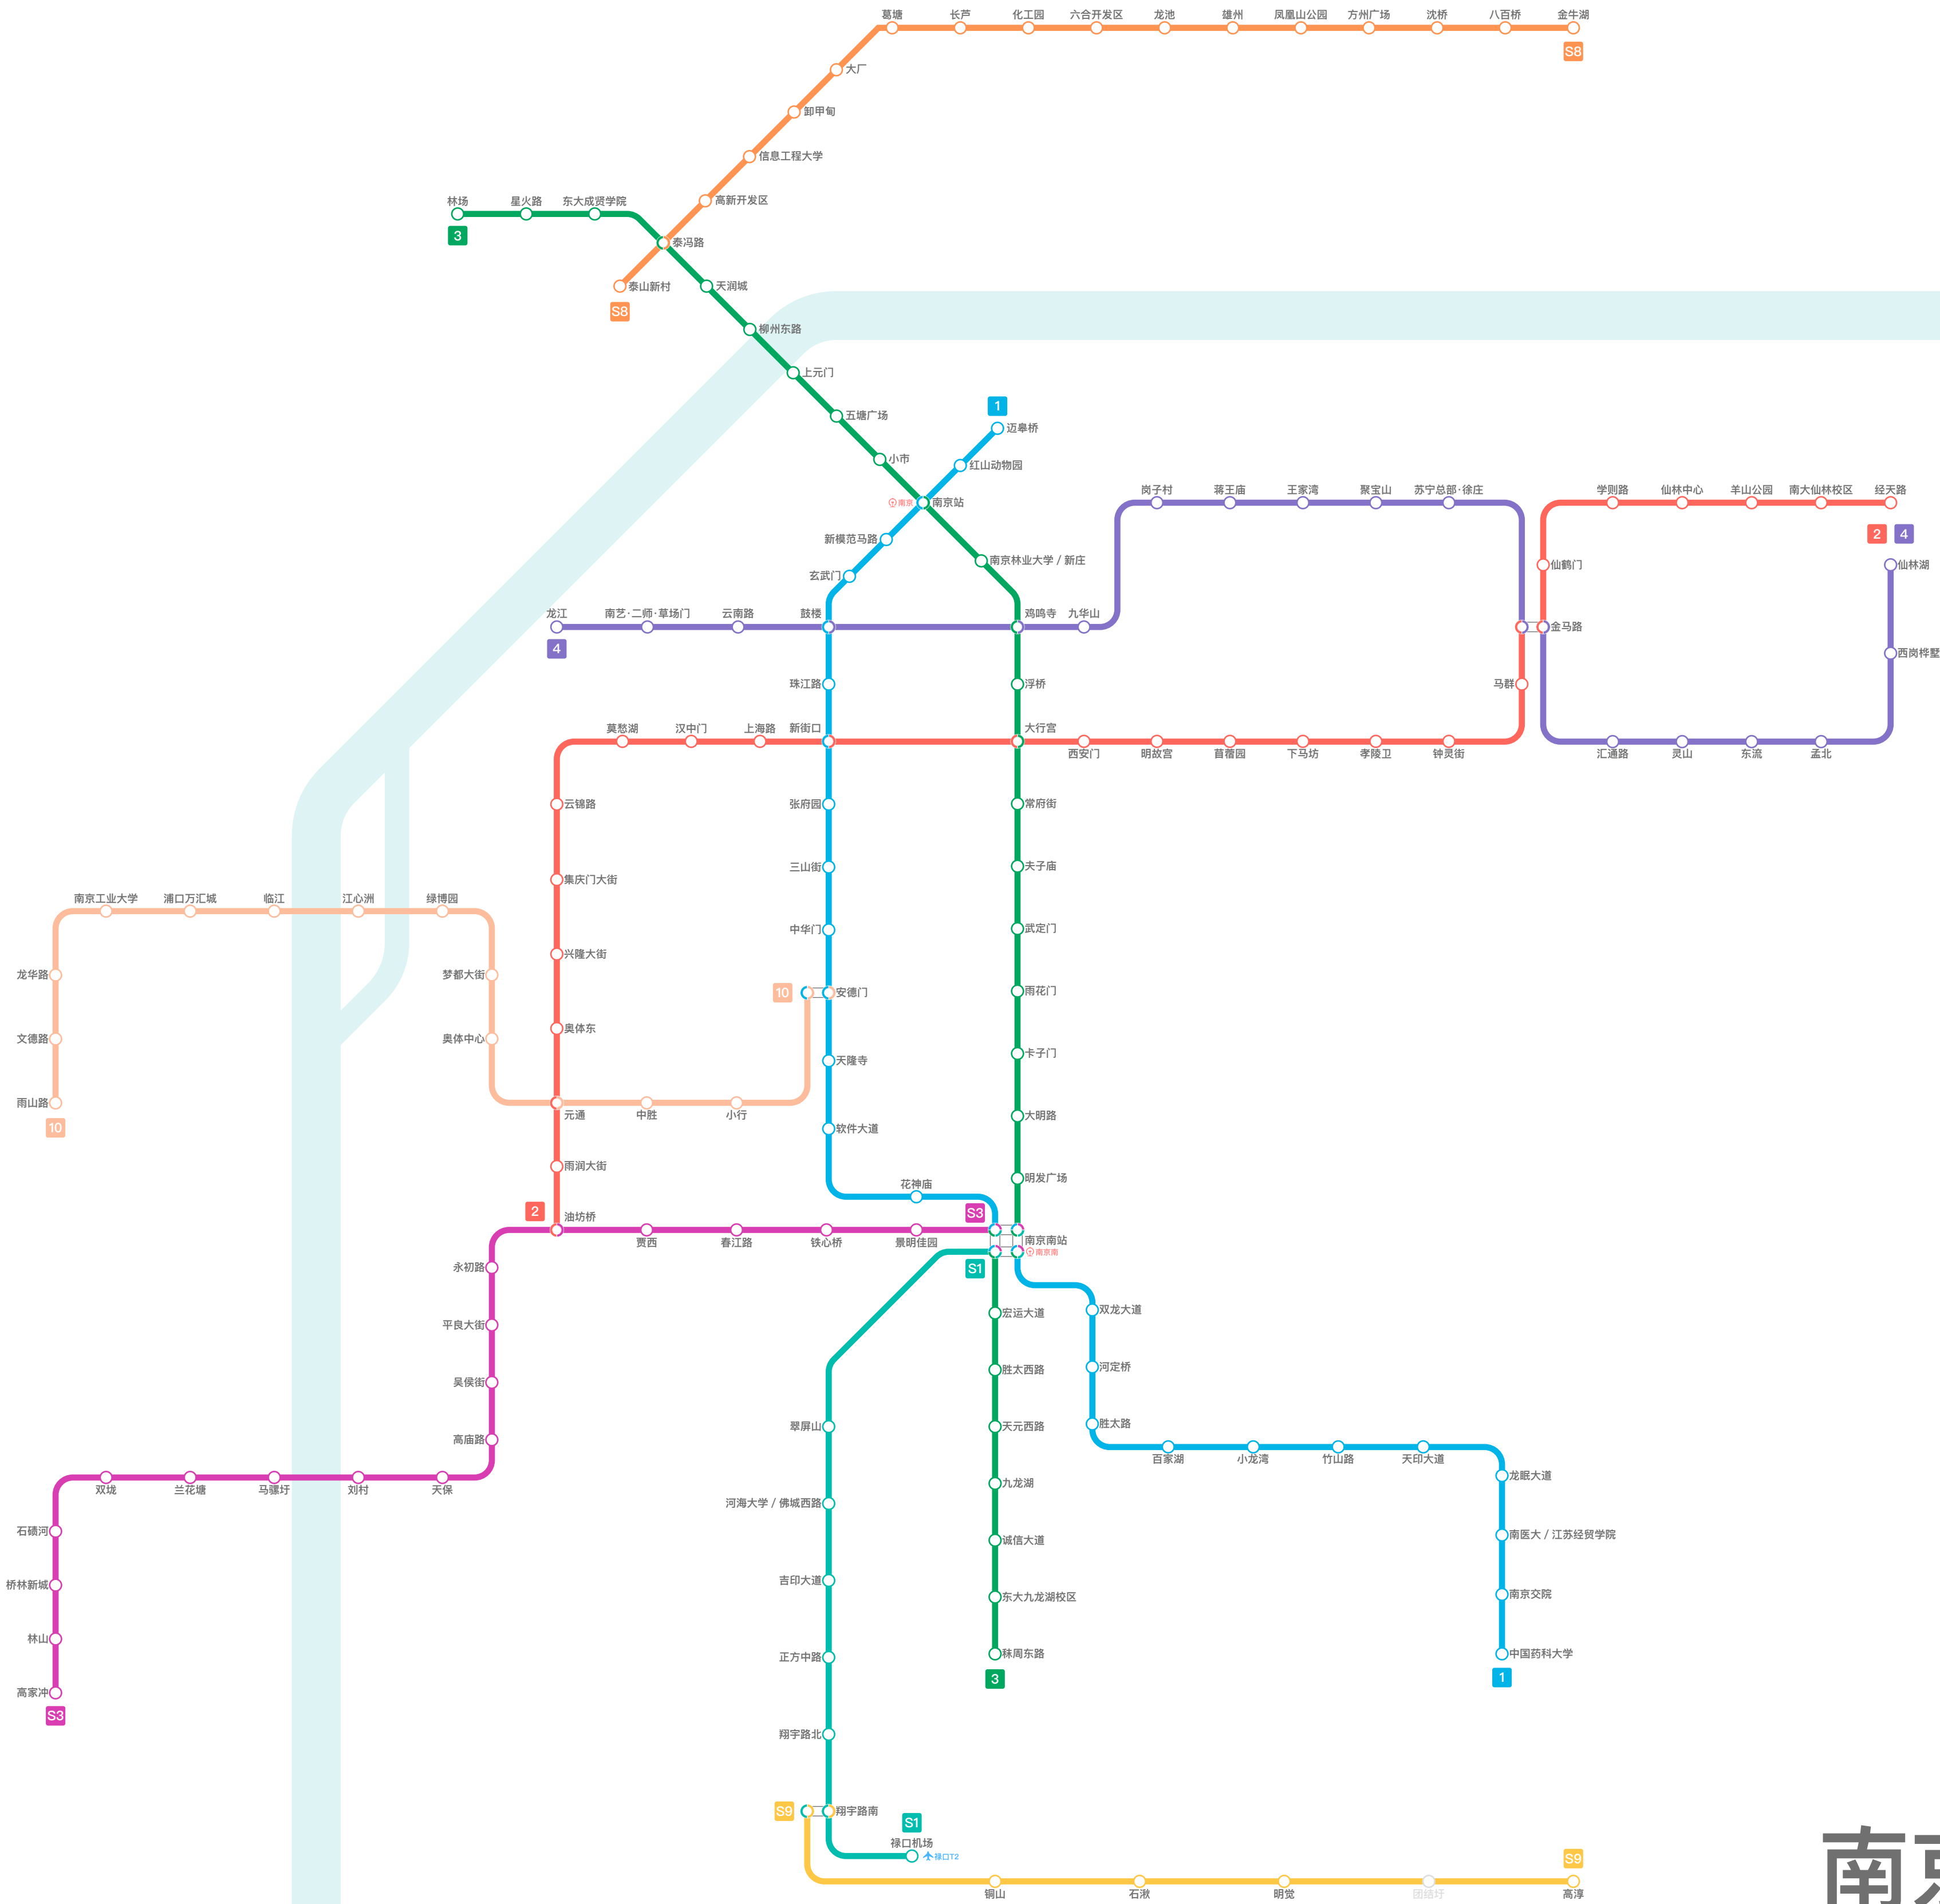 葛塘
长芦
化工园
六合开发区
龙池
雄州
凤凰山公园
方州广场
沈桥
八百桥
金牛湖
S8
大厂
卸甲甸
信息工程大学
高新开发区
林场
星火路
东大成贤学院
3
泰冯路
泰山新村
S8
天润城
柳州东路
上元门
五塘广场
小市
1
迈皋桥
红山动物园
南京
南京站
新模范马路
玄武门
南京林业大学 / 新庄
岗子村
蒋王庙
王家湾
聚宝山
苏宁总部·徐庄
学则路
仙林中心
羊山公园
南大仙林校区
经天路
2
4
仙鹤门
仙林湖
龙江
南艺·二师·草场门
云南路
鼓楼
鸡鸣寺
九华山
金马路
4
西岗桦墅
珠江路
浮桥
马群
莫愁湖
汉中门
上海路
新街口
大行宫
西安门
明故宫
苜蓿园
下马坊
孝陵卫
钟灵街
汇通路
灵山
东流
孟北
云锦路
张府园
常府街
集庆门大街
三山街
夫子庙
南京工业大学
浦口万汇城
临江
江心洲
绿博园
中华门
武定门
龙华路
梦都大街
兴隆大街
10
安德门
雨花门
文德路
奥体中心
奥体东
天隆寺
卡子门
雨山路
10
元通
中胜
小行
软件大道
大明路
雨润大街
花神庙
明发广场
2
油坊桥
S3
贾西
春江路
铁心桥
景明佳园
南京南站
南京南
S1
永初路
平良大街
吴侯街
高庙路
宏运大道
双龙大道
胜太西路
河定桥
翠屏山
天元西路
胜太路
百家湖
小龙湾
竹山路
天印大道
双垅
兰花塘
马骡圩
刘村
天保
河海大学 / 佛城西路
九龙湖
龙眠大道
石碛河
诚信大道
南医大 / 江苏经贸学院
桥林新城
吉印大道
东大九龙湖校区
南京交院
林山
正方中路
秣周东路
中国药科大学
高家冲
S3
3
1
翔宇路北
S9
翔宇路南
S1
禄口机场
禄口T2
S9
铜山
石湫
明觉
团结圩
高淳
南